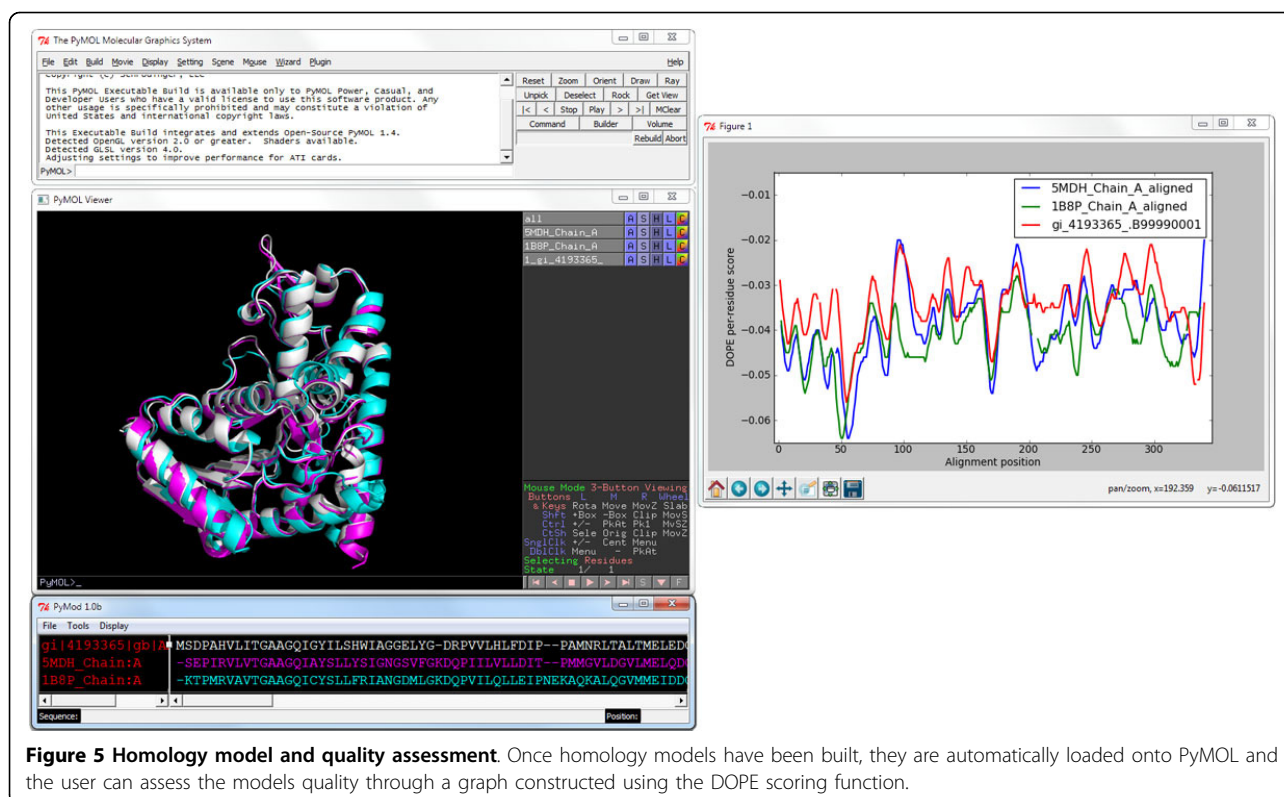 The PyMOL Molecular Graphics System
File Edit Build Movie Display Setting Scene Mouse Wizard Plugin Help
Copyright (C) Schrodinger, LLC
This PyMOL Executable Build is available only to PyMOL Power, Casual, and
Developer Users who have a valid license to use this software product. Any
other usage is specifically prohibited and may constitute a violation of
United States and international copyright laws.
This Executable Build integrates and extends Open-Source PyMOL 1.4.
Detected OpenGL version 2.0 or greater. Shaders available.
Detected GLSL version 4.0.
Adjusting settings to improve performance for ATI cards.
PyMOL>
Reset Zoom Orient Draw Ray
Unpick Deselect Rock Get View
|< < Stop Play > >| MClear
Command Builder Volume
Rebuild Abort
PyMOL Viewer
all A S H L C
5MDH_Chain_A A S H L C
1B8P_Chain_A A S H L C
1_gi_4193365_ A S H L C
Mouse Mode 3-Button Viewing
Buttons L M R Wheel
& Keys Rota Move MovZ Slab
Shft +Box -Box Clip MovS
Ctrl +/- PkAt Pk1 MvSZ
CtSh Sele Orig Clip MovZ
SnglClk +/- Cent Menu
DblClk Menu - PkAt
Selecting Residues
State 1/ 1
PyMOL>_
S F
PyMod 1.0b
File Tools Display
gi|4193365|gb|A MSDPAHVLITGAAGQIGYILSHWIAGGELYG-DRPVVLHLFDIP--PAMNRLTALTMELED
5MDH_Chain:A -SEPIRVLVTGAAGQIAYSLLYSIGNGSVFGKDQPIILVLLDIT--PMMGVLDGVLMELQD
1B8P_Chain:A -KTPMRVAVTGAAGQICYSLLFRIANGDMLGKDQPVILQLLEIPNEKAQKALQGVMMEIDD
Sequence: Position:
Figure 1
−0.01
−0.02
−0.03
−0.04
−0.05
−0.06
DOPE per-residue score
5MDH_Chain_A_aligned
1B8P_Chain_A_aligned
gi_4193365_.B99990001
0 50 100 150 200 250 300
Alignment position
pan/zoom, x=192.359 y=-0.0611517
Figure 5 Homology model and quality assessment. Once homology models have been built, they are automatically loaded onto PyMOL and
the user can assess the models quality through a graph constructed using the DOPE scoring function.